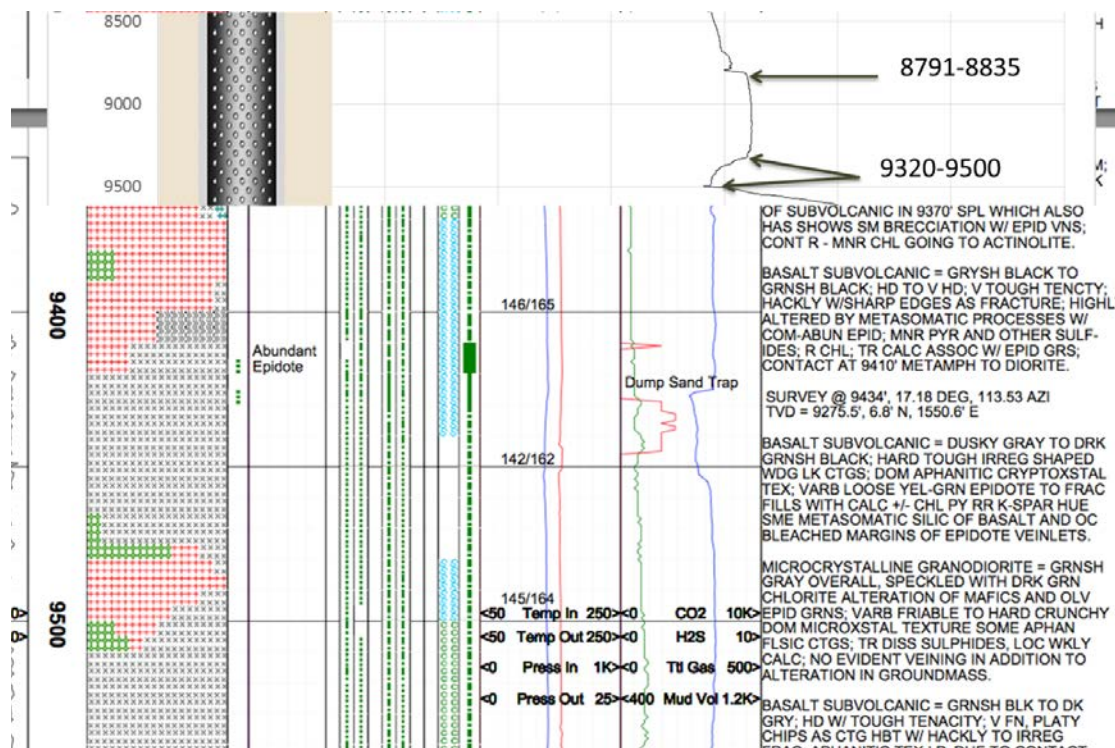 8500
8791-8835
9000
9320-9500
9500
OF SUBVOLCANIC IN 9370' SPL WHICH ALSO
HAS SHOWS SM BRECCIATION W/ EPID VNS;
CONT R - MNR CHL GOING TO ACTINOLITE.
BASALT SUBVOLCANIC = GRYSH BLACK TO
GRNSH BLACK; HD TO V HD; V TOUGH TENCTY;
HACKLY W/SHARP EDGES AS FRACTURE; HIGHL
ALTERED BY METASOMATIC PROCESSES W/
COM-ABUN EPID; MNR PYR AND OTHER SULF-
IDES; R CHL; TR CALC ASSOC W/ EPID GRS;
CONTACT AT 9410' METAMPH TO DIORITE.
9400
146/165
Abundant
Epidote
Dump Sand Trap
SURVEY @ 9434', 17.18 DEG, 113.53 AZI
TVD = 9275.5', 6.8' N, 1550.6' E
142/162
BASALT SUBVOLCANIC = DUSKY GRAY TO DRK
GRNSH BLACK; HARD TOUGH IRREG SHAPED
WDG LK CTGS; DOM APHANITIC CRYPTOXSTAL
TEX; VARB LOOSE YEL-GRN EPIDOTE TO FRAC
FILLS WITH CALC +/- CHL PY RR K-SPAR HUE
SME METASOMATIC SILIC OF BASALT AND OC
BLEACHED MARGINS OF EPIDOTE VEINLETS.
MICROCRYSTALLINE GRANODIORITE = GRNSH
GRAY OVERALL, SPECKLED WITH DRK GRN
CHLORITE ALTERATION OF MAFICS AND OLV
EPID GRNS; VARB FRIABLE TO HARD CRUNCHY
DOM MICROXSTAL TEXTURE SOME APHAN
FLSIC CTGS; TR DISS SULPHIDES, LOC WKLY
CALC; NO EVIDENT VEINING IN ADDITION TO
ALTERATION IN GROUNDMASS.
9500
145/164
<50 Temp In 250><0 CO2 10K>
<50 Temp Out 250><0 H2S 10>
<0 Press In 1K><0 Ttl Gas 500>
<0 Press Out 25><400 Mud Vol 1.2K>
BASALT SUBVOLCANIC = GRNSH BLK TO DK
GRY; HD W/ TOUGH TENACITY; V FN, PLATY
CHIPS AS CTG HBT W/ HACKLY TO IRREG